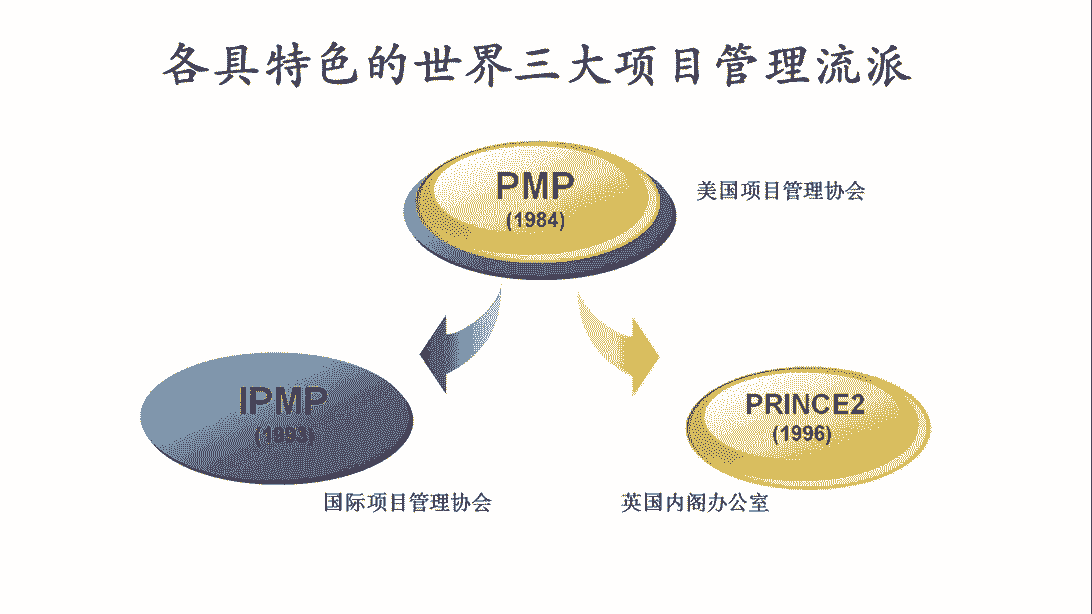 各具特色的世界三大项目管理流派
PMP
(1984)
美国项目管理协会
IPMP
(1993)
国际项目管理协会
PRINCE2
(1996)
英国内阁办公室